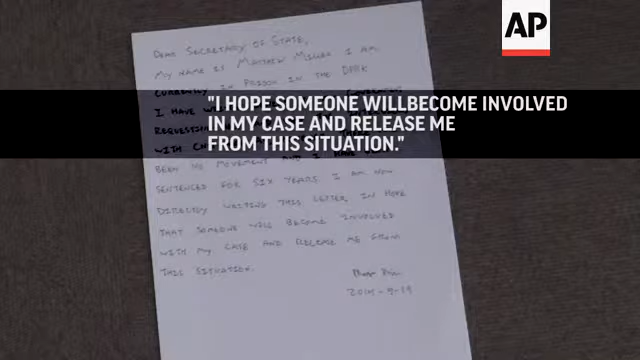 AP
DEAR SECRETARY OF STATE,
MY NAME IS MATTHEW MILLER I AM
CURRENTLY IN PRISON IN THE DPRK
"I HOPE SOMEONE WILLBECOME INVOLVED
IN MY CASE AND RELEASE ME
FROM THIS SITUATION."
I HAVE
REQUESTING
WITH
BEEN NO MOVEMENT AND I HAVE
SENTENCED FOR SIX YEARS. I AM NOW
DIRECTLY WRITING THIS LETTER IN HOPE
THAT SOMEONE WILL BECOME INVOLVED
WITH MY CASE AND RELEASE ME FROM
THIS SITUATION.
2014-9-19